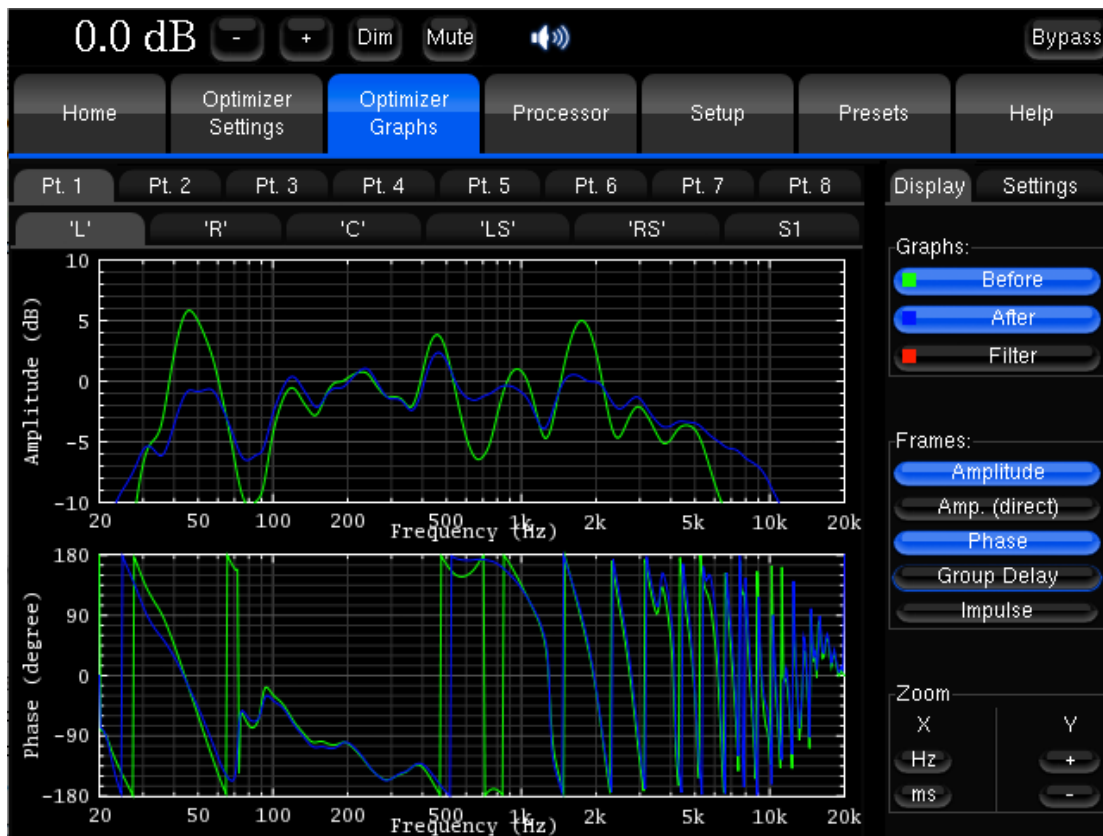 0.0 dB - + Dim Mute Bypass
Home Optimizer Settings Optimizer Graphs Processor Setup Presets Help
Pt. 1 Pt. 2 Pt. 3 Pt. 4 Pt. 5 Pt. 6 Pt. 7 Pt. 8 Display Settings
'L' 'R' 'C' 'LS' 'RS' S1
Graphs:
Before
After
Filter
Amplitude (dB)
10
5
0
-5
-10
20 50 100 200 500 1k 2k 5k 10k 20k
Frequency (Hz)
Frames:
Amplitude
Amp. (direct)
Phase
Group Delay
Impulse
Phase (degree)
180
90
0
-90
-180
20 50 100 200 500 1k 2k 5k 10k 20k
Frequency (Hz)
Zoom
X Y
Hz +
ms -